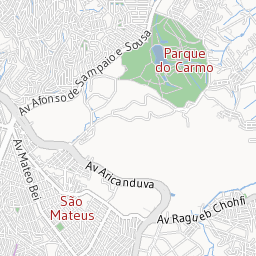 Parque
do Carmo
Av Afonso de Sampaio e Sousa
Av Mateo Bei
Av Aricanduva
São
Mateus
Av Ragueb Chohfi